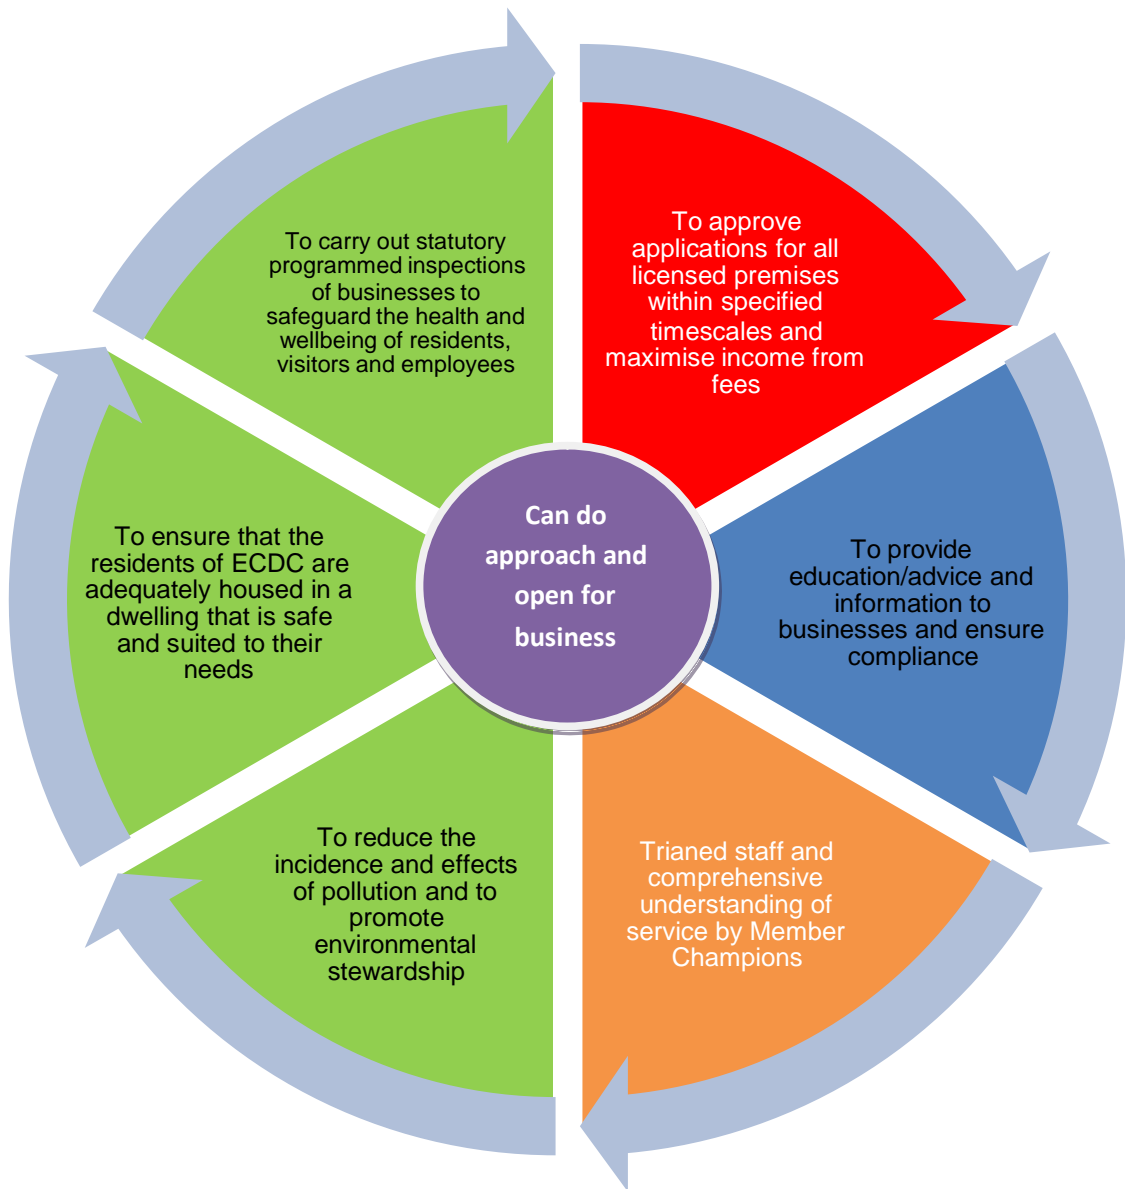 To carry out statutory
programmed inspections
of businesses to
safeguard the health and
wellbeing of residents,
visitors and employees
To approve
applications for all
licensed premises
within specified
timescales and
maximise income from
fees
To ensure that the
residents of ECDC are
adequately housed in a
dwelling that is safe
and suited to their
needs
Can do
approach and
open for
business
To provide
education/advice and
information to
businesses and ensure
compliance
To reduce the
incidence and effects
of pollution and to
promote
environmental
stewardship
Trianed staff and
comprehensive
understanding of
service by Member
Champions